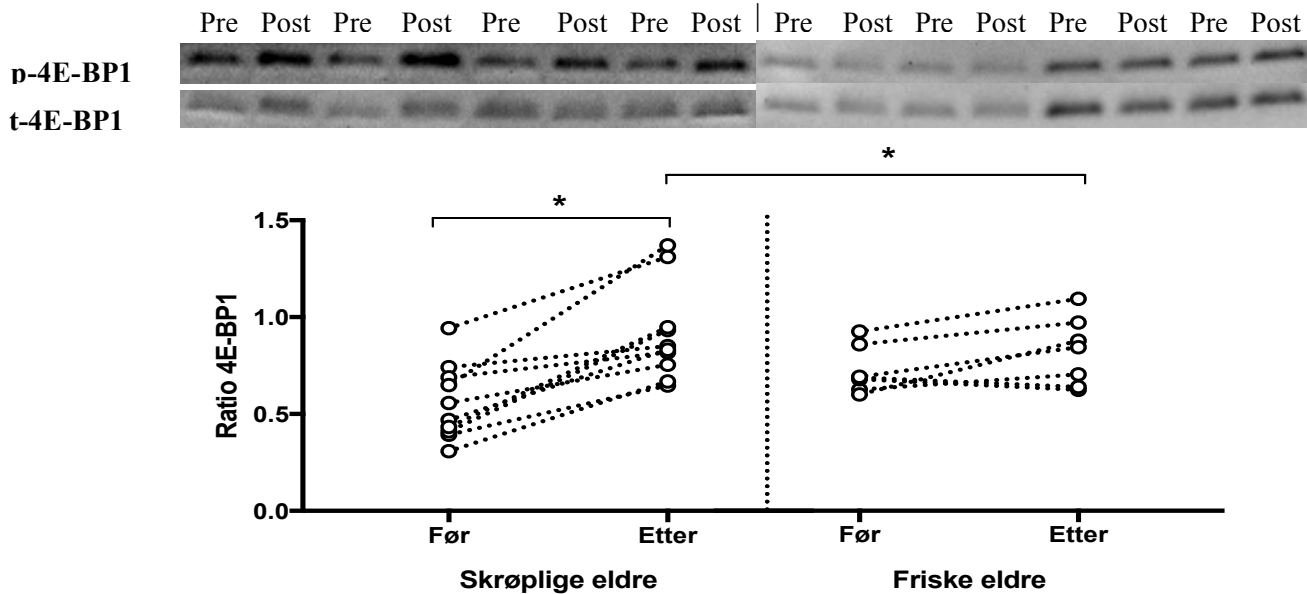 Pre Post Pre Post Pre Post Pre Post | Pre Post Pre Post Pre Post Pre Post
p-4E-BP1
t-4E-BP1
*
*
1.5
1.0
0.5
0.0
Ratio 4E-BP1
Før Etter Før Etter
Skrøplige eldre Friske eldre